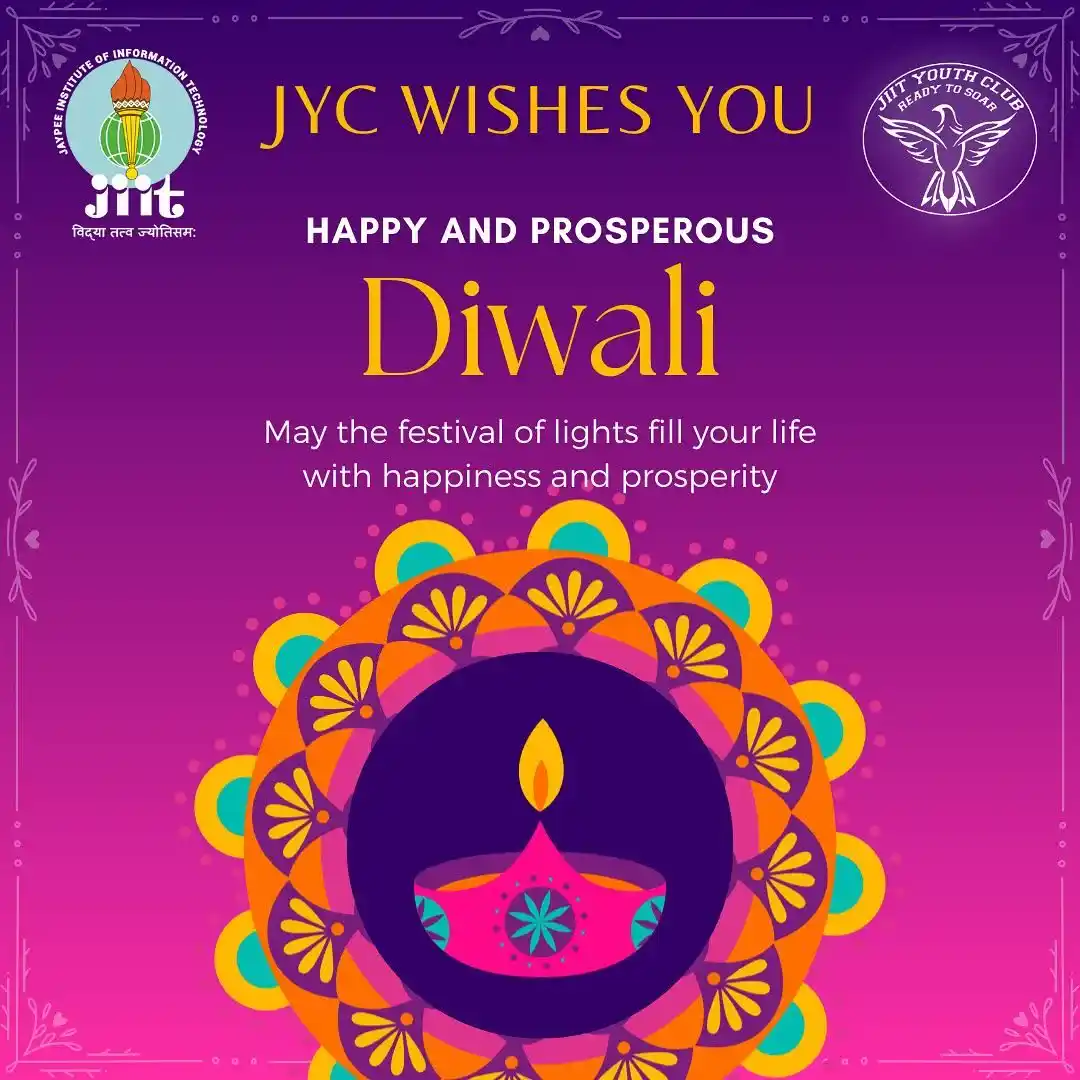 JAYPEE INSTITUTE OF INFORMATION TECHNOLOGY
jiit
विद्या तत्व ज्योतिसम:
JYC WISHES YOU
JIIT YOUTH CLUB
READY TO SOAR
HAPPY AND PROSPEROUS
Diwali
May the festival of lights fill your life
with happiness and prosperity